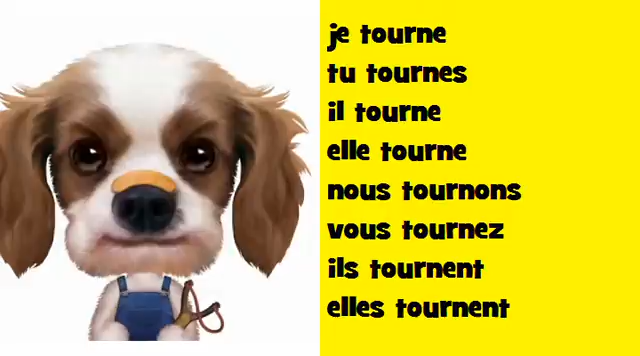 je tourne
tu tournes
il tourne
elle tourne
nous tournons
vous tournez
ils tournent
elles tournent